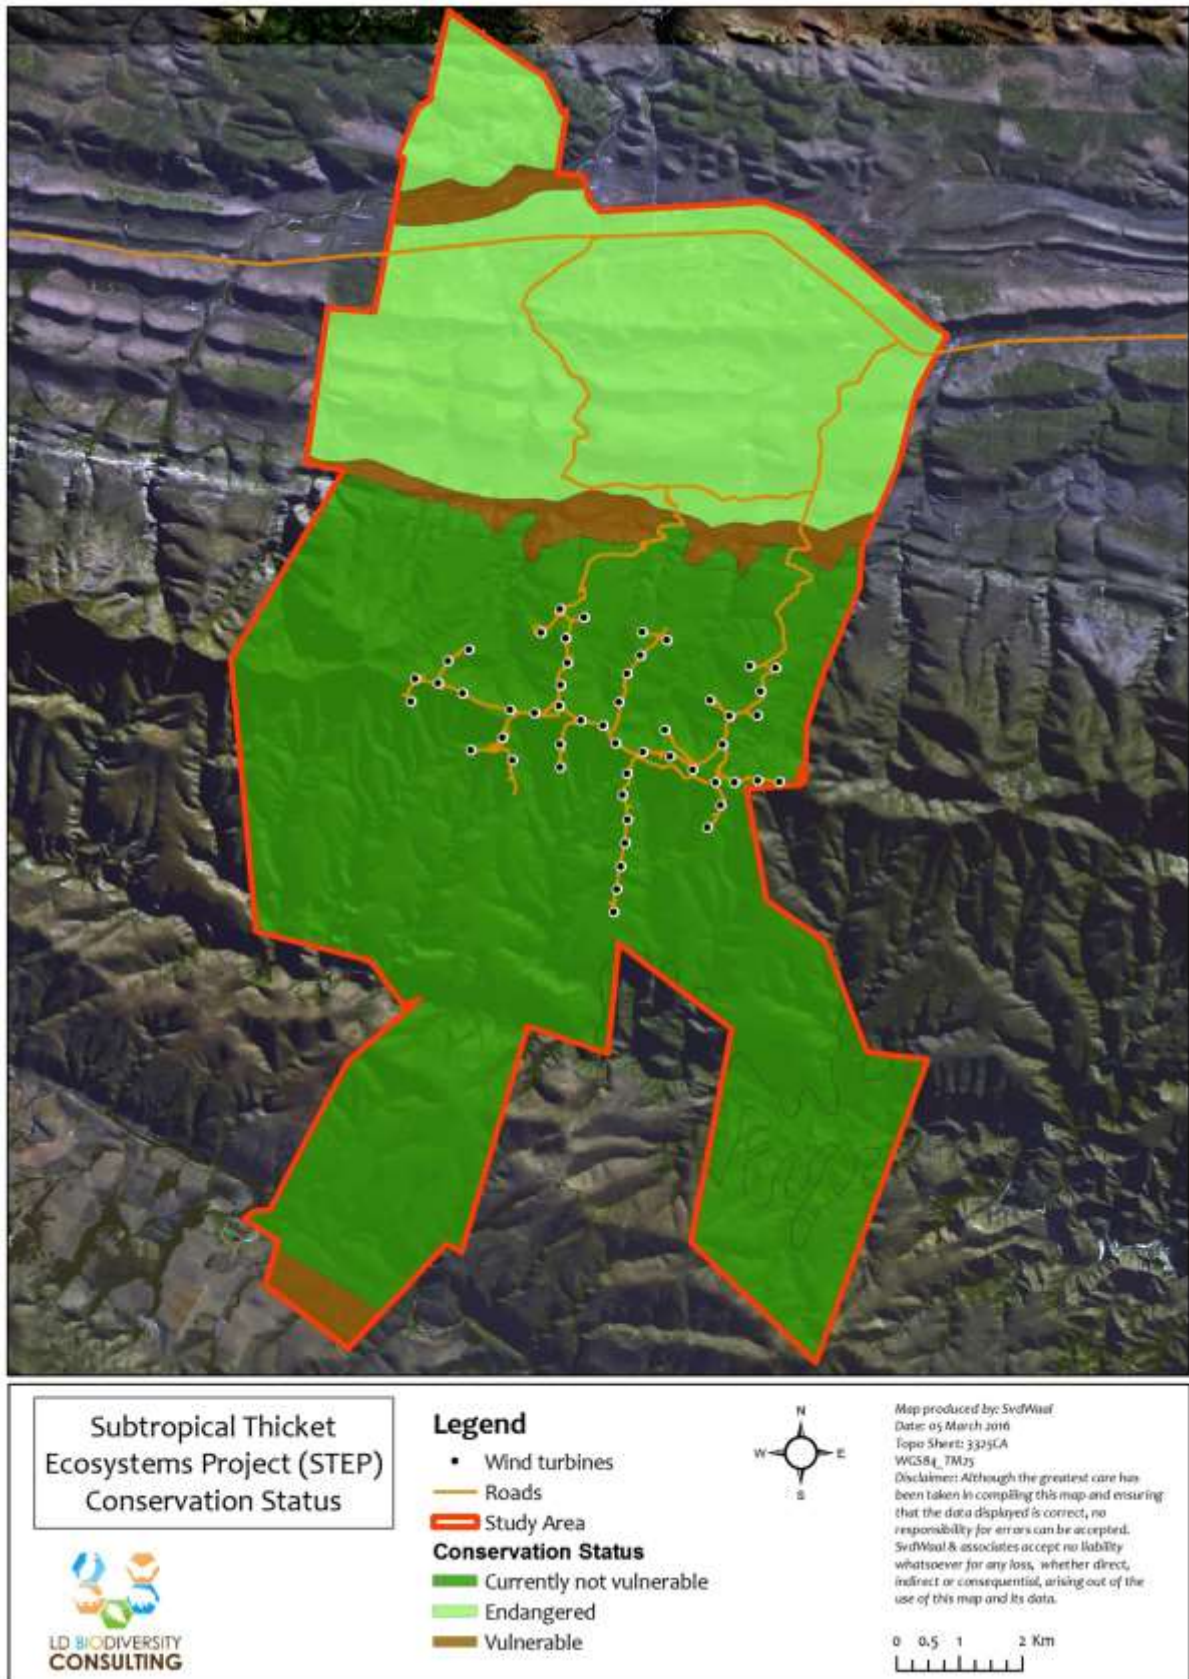 Subtropical Thicket
Ecosystems Project (STEP)
Conservation Status
LD BIODIVERSITY
CONSULTING
Legend
Wind turbines
Roads
Study Area
Conservation Status
Currently not vulnerable
Endangered
Vulnerable
N
W E
S
Map produced by: SvdWaal
Date: 05 March 2016
Topo Sheet: 3325CA
WGS84_TM25
Disclaimer: Although the greatest care has
been taken in compiling this map and ensuring
that the data displayed is correct, no
responsibility for errors can be accepted.
SvdWaal & associates accept no liability
whatsoever for any loss, whether direct,
indirect or consequential, arising out of the
use of this map and its data.
0 0.5 1 2 Km